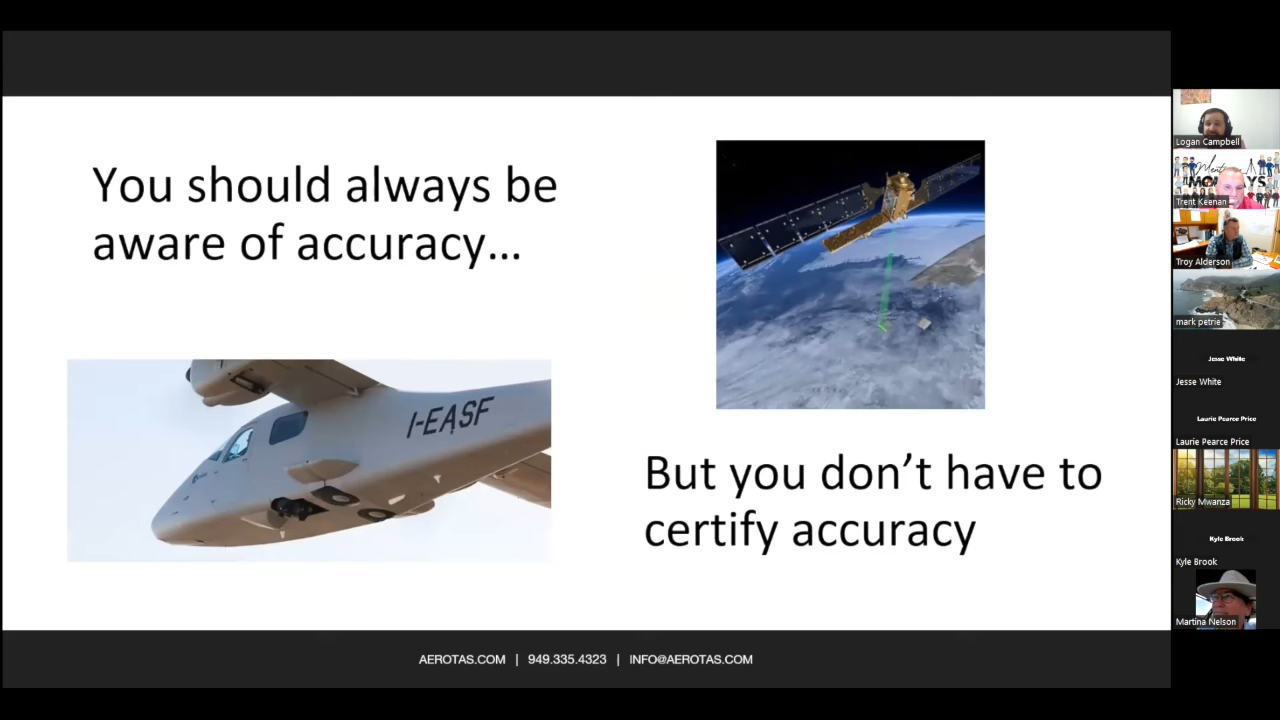 You should always be
aware of accuracy...
I-EASF
But you don't have to
certify accuracy
AEROTAS.COM | 949.335.4323 | INFO@AEROTAS.COM
Logan Campbell
Trent Keenan
Troy Alderson
mark petrie
Jesse White
Jesse White
Laurie Pearce Price
Laurie Pearce Price
Ricky Mwanza
Kyle Brook
Kyle Brook
Martina Nelson